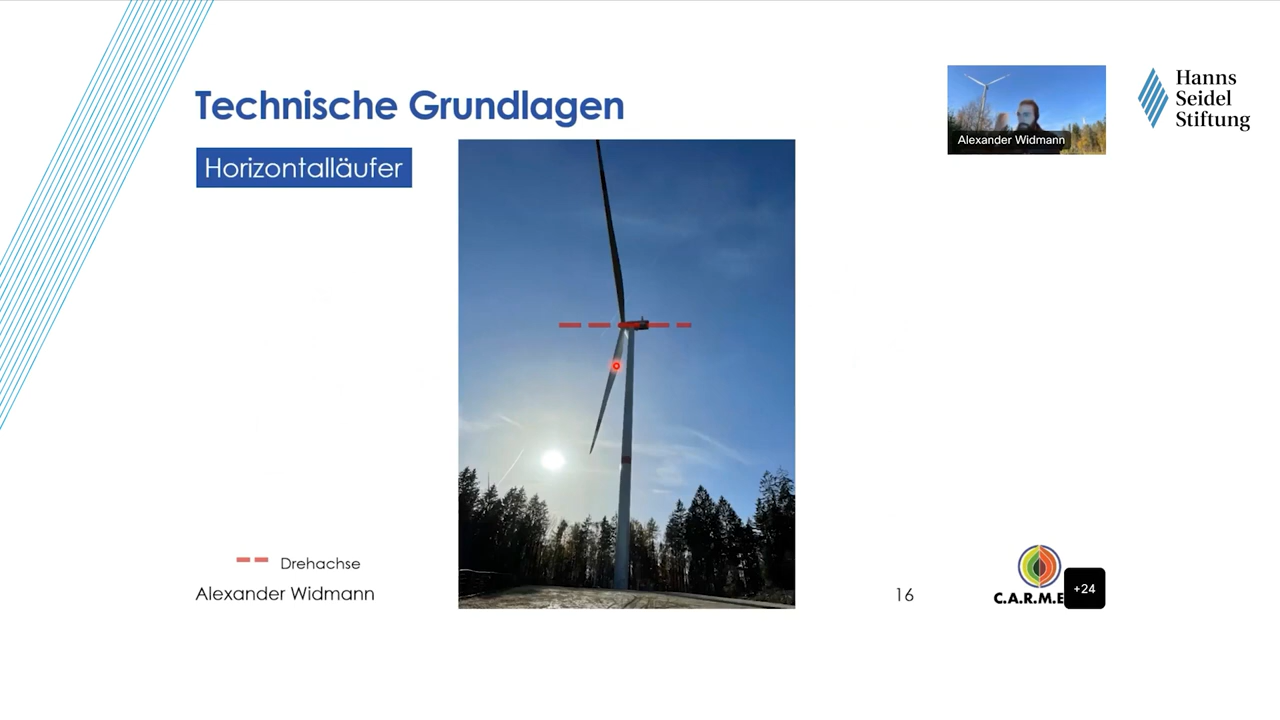 Technische Grundlagen
Horizontalläufer
Alexander Widmann
Hanns
Seidel
Stiftung
Drehachse
Alexander Widmann
16
C.A.R.M.E
+24